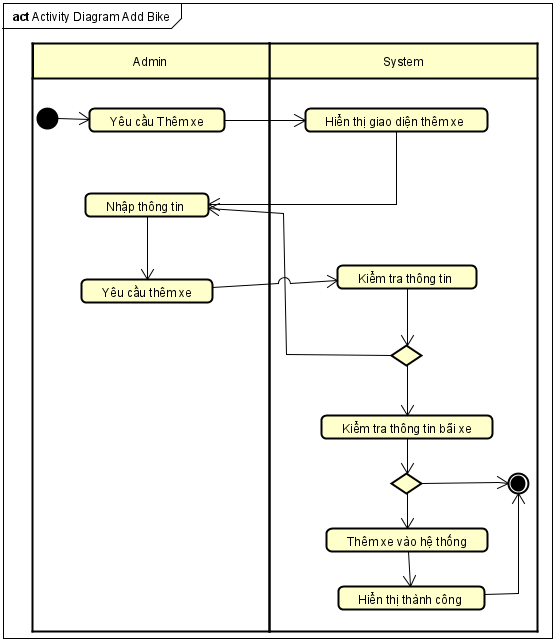 act Activity Diagram Add Bike
Admin
System
Yêu cầu Thêm xe
Hiển thị giao diện thêm xe
Nhập thông tin
Yêu cầu thêm xe
Kiểm tra thông tin
Kiểm tra thông tin bãi xe
Thêm xe vào hệ thống
Hiển thị thành công